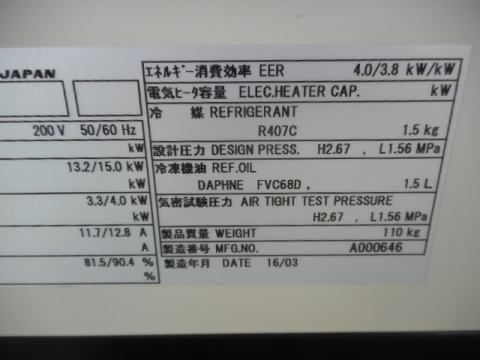 JAPAN
200 V 50/60 Hz
kW
13.2/15.0 kW
kW
3.3/4.0 kW
kW
11.7/12.8 A
A
81.5/90.4 %
%
エネルギー消費効率 EER 4.0/3.8 kW/kW
電気ヒータ容量 ELEC.HEATER CAP. kW
冷 媒 REFRIGERANT
R407C 1.5 kg
設計圧力 DESIGN PRESS. H2.67 , L1.56 MPa
冷凍機油 REF.OIL
DAPHNE FVC68D , 1.5 L
気密試験圧力 AIR TIGHT TEST PRESSURE
H2.67 , L1.56 MPa
製品質量 WEIGHT 110 kg
製造番号 MFG.NO. A000646
製造年月 DATE 16/03